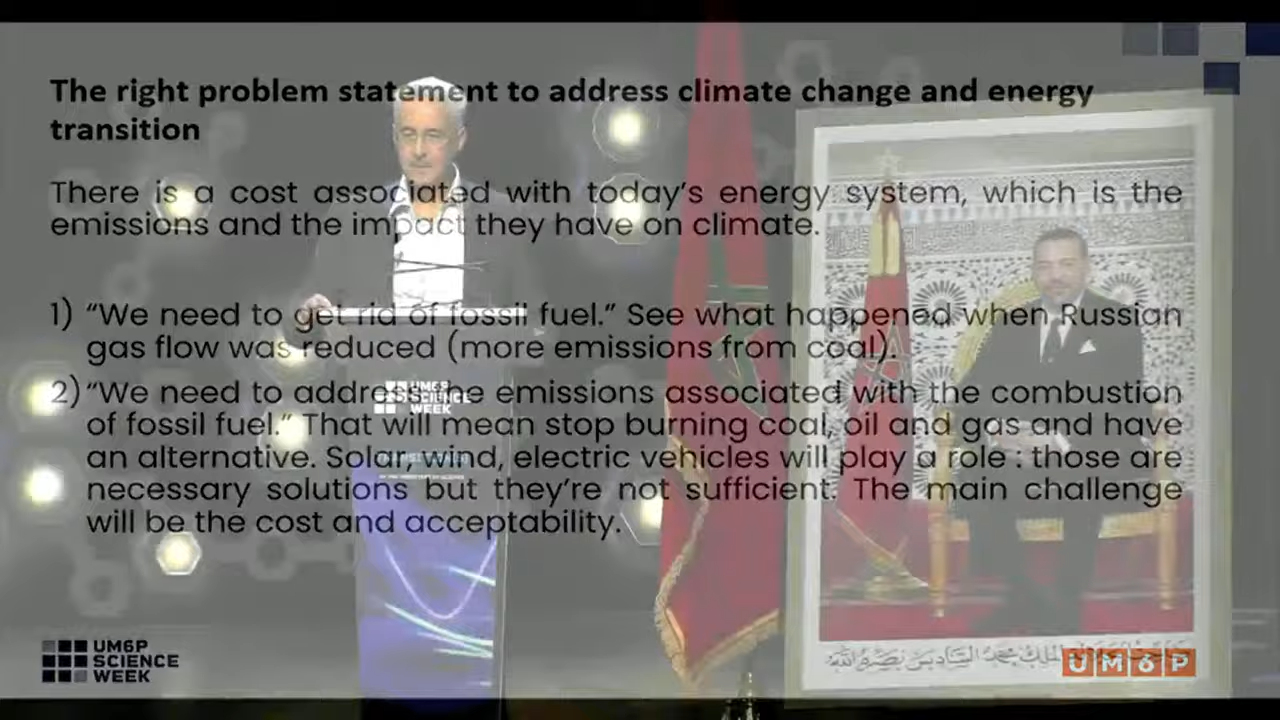 The right problem statement to address climate change and energy
transition
There is a cost associated with today's energy system, which is the
emissions and the impact they have on climate.
1) "We need to get rid of fossil fuel." See what happened when Russian
gas flow was reduced (more emissions from coal).
2) "We need to address the emissions associated with the combustion
of fossil fuel." That will mean stop burning coal, oil and gas and have
an alternative. Solar, wind, electric vehicles will play a role : those are
necessary solutions but they're not sufficient. The main challenge
will be the cost and acceptability.
UM6P
SCIENCE
WEEK
UM6P
SCIENCE
WEEK
UM6P